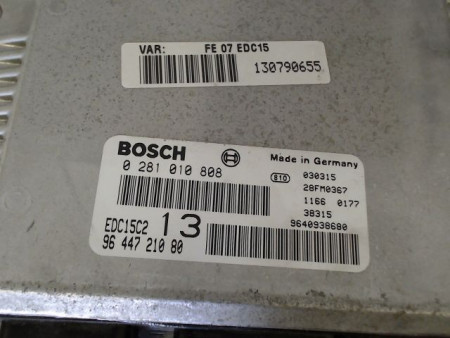 VAR: FE 07 EDC15
130790655
BOSCH
Made in Germany
0 281 010 808
810 030315
28FM0367
1166 0177
38315
EDC15C2 13 9640938680
96 447 210 80